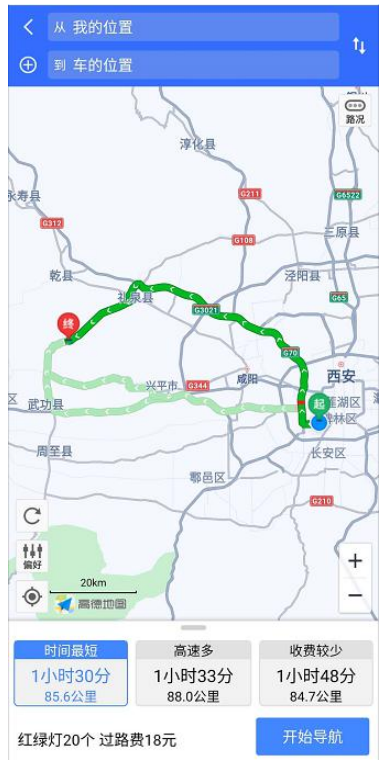 从 我的位置
到 车的位置
路况
淳化县
永寿县
G211
G6522
G312
三原县
G108
乾县
泾阳县
礼泉县
G65
G3021
终
G70
咸阳
西安
兴平市
G344
起
武功县
长安区
周至县
鄠邑区
G210
偏好
20km
高德地图
+
−
时间最短
1小时30分
85.6公里
高速多
1小时33分
88.0公里
收费较少
1小时48分
84.7公里
红绿灯20个 过路费18元
开始导航